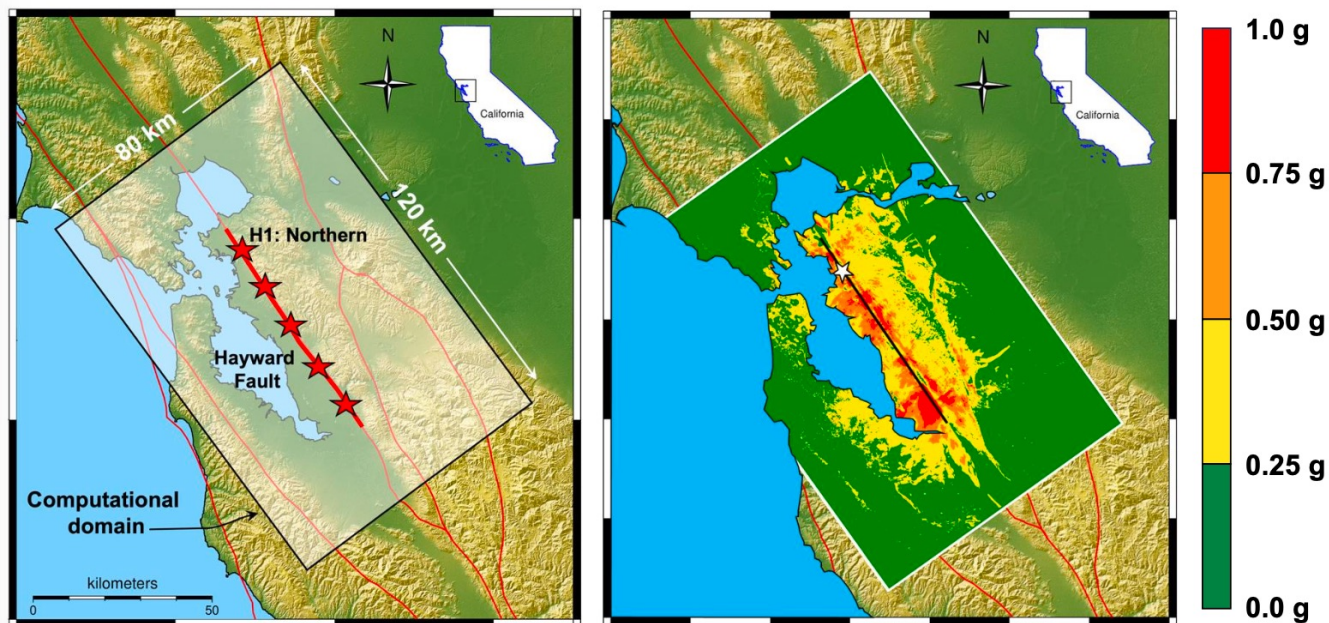 N
California
80 km
120 km
H1: Northern
Hayward
Fault
Computational
domain
kilometers
0 50
N
California
1.0 g
0.75 g
0.50 g
0.25 g
0.0 g